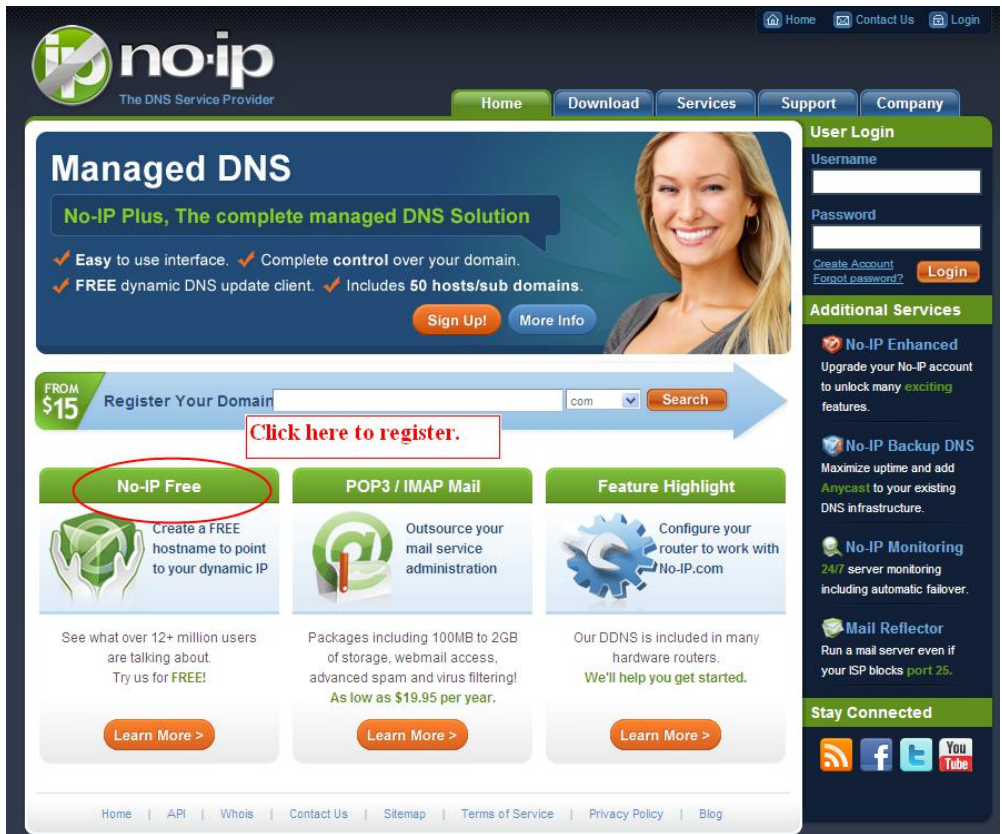 Home Contact Us Login
ip no·ip
The DNS Service Provider
Home Download Services Support Company
Managed DNS
No-IP Plus, The complete managed DNS Solution
Easy to use interface. Complete control over your domain.
FREE dynamic DNS update client. Includes 50 hosts/sub domains.
Sign Up! More Info
FROM
$15
Register Your Domain
com
Search
Click here to register.
No-IP Free
Create a FREE
hostname to point
to your dynamic IP
See what over 12+ million users
are talking about.
Try us for FREE!
Learn More >
POP3 / IMAP Mail
Outsource your
mail service
administration
Packages including 100MB to 2GB
of storage, webmail access,
advanced spam and virus filtering!
As low as $19.95 per year.
Learn More >
Feature Highlight
Configure your
router to work with
No-IP.com
Our DDNS is included in many
hardware routers.
We'll help you get started.
Learn More >
User Login
Username
Password
Create Account
Forgot password?
Login
Additional Services
No-IP Enhanced
Upgrade your No-IP account
to unlock many exciting
features.
No-IP Backup DNS
Maximize uptime and add
Anycast to your existing
DNS infrastructure.
No-IP Monitoring
24/7 server monitoring
including automatic failover.
Mail Reflector
Run a mail server even if
your ISP blocks port 25.
Stay Connected
f t You
Tube
Home | API | Whois | Contact Us | Sitemap | Terms of Service | Privacy Policy | Blog